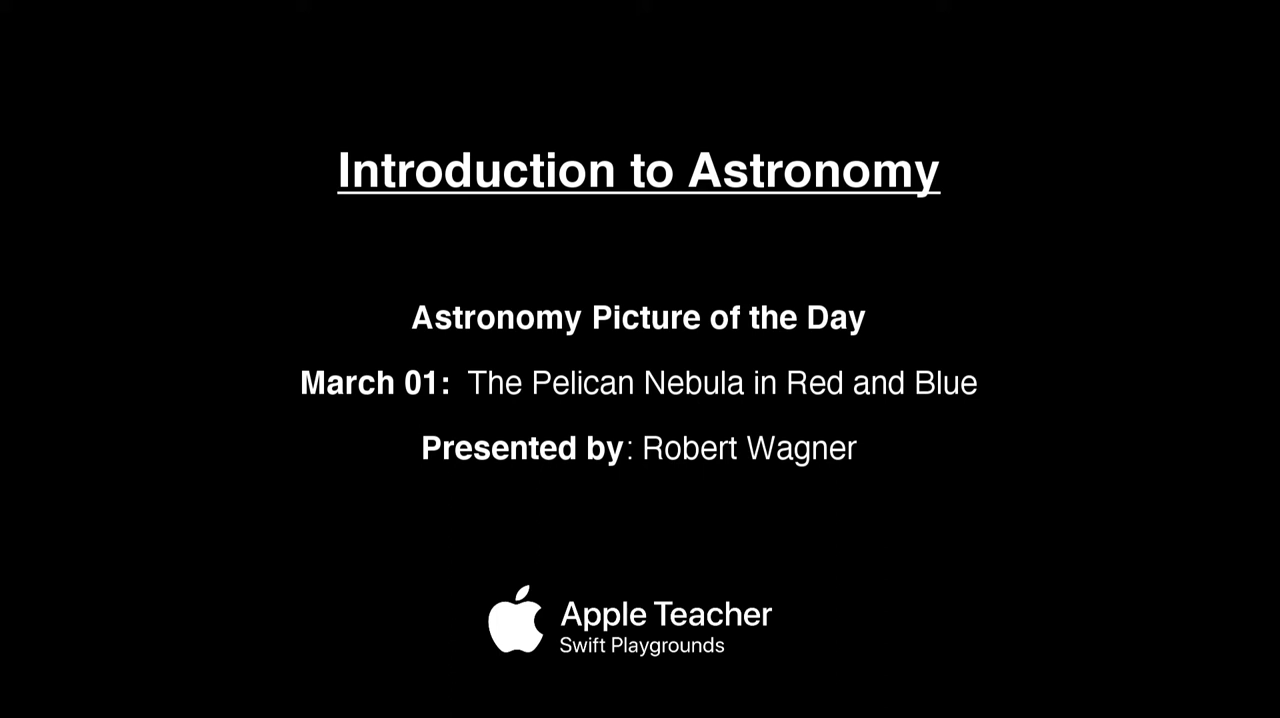 Introduction to Astronomy
Astronomy Picture of the Day
March 01: The Pelican Nebula in Red and Blue
Presented by: Robert Wagner
Apple Teacher
Swift Playgrounds